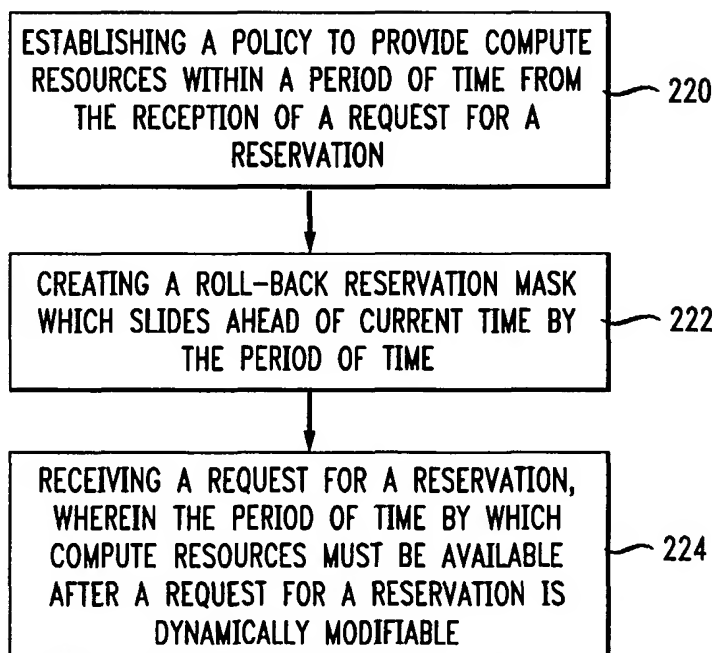 ESTABLISHING A POLICY TO PROVIDE COMPUTE
RESOURCES WITHIN A PERIOD OF TIME FROM
THE RECEPTION OF A REQUEST FOR A
RESERVATION
220
CREATING A ROLL-BACK RESERVATION MASK
WHICH SLIDES AHEAD OF CURRENT TIME BY
THE PERIOD OF TIME
222
RECEIVING A REQUEST FOR A RESERVATION,
WHEREIN THE PERIOD OF TIME BY WHICH
COMPUTE RESOURCES MUST BE AVAILABLE
AFTER A REQUEST FOR A RESERVATION IS
DYNAMICALLY MODIFIABLE
224